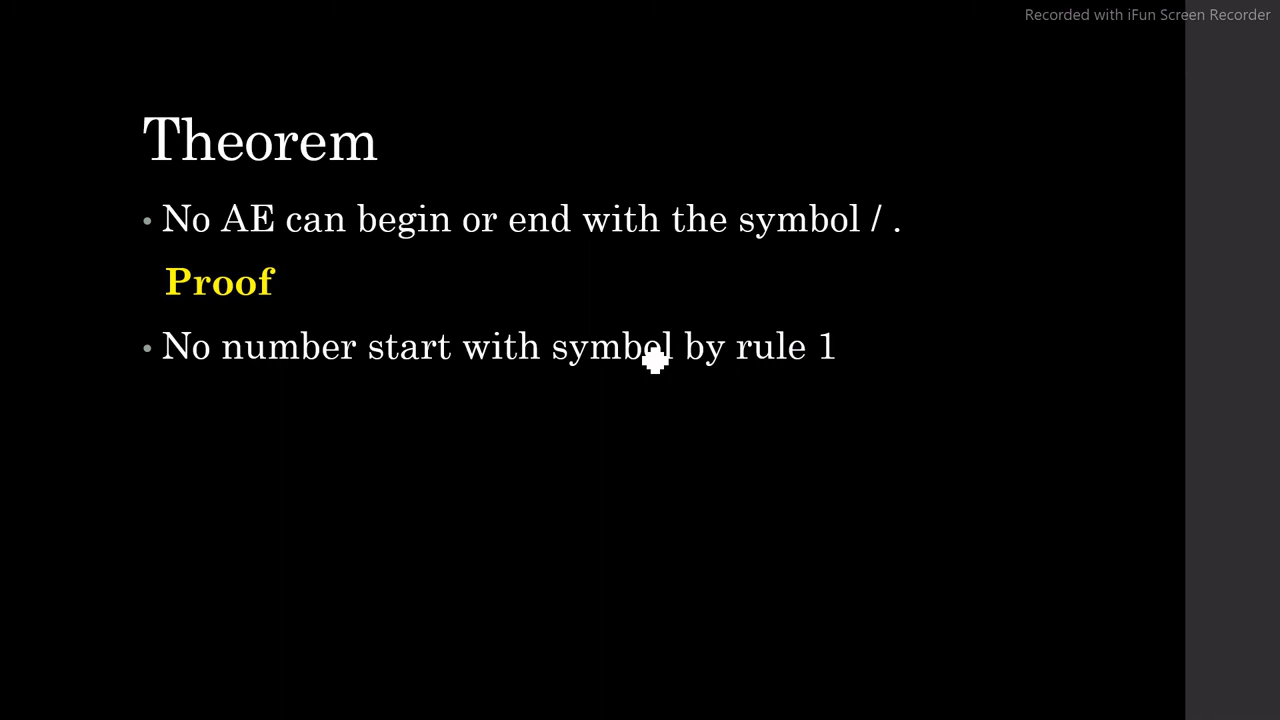 Recorded with iFun Screen Recorder
Theorem
• No AE can begin or end with the symbol / .
Proof
• No number start with symbol by rule 1